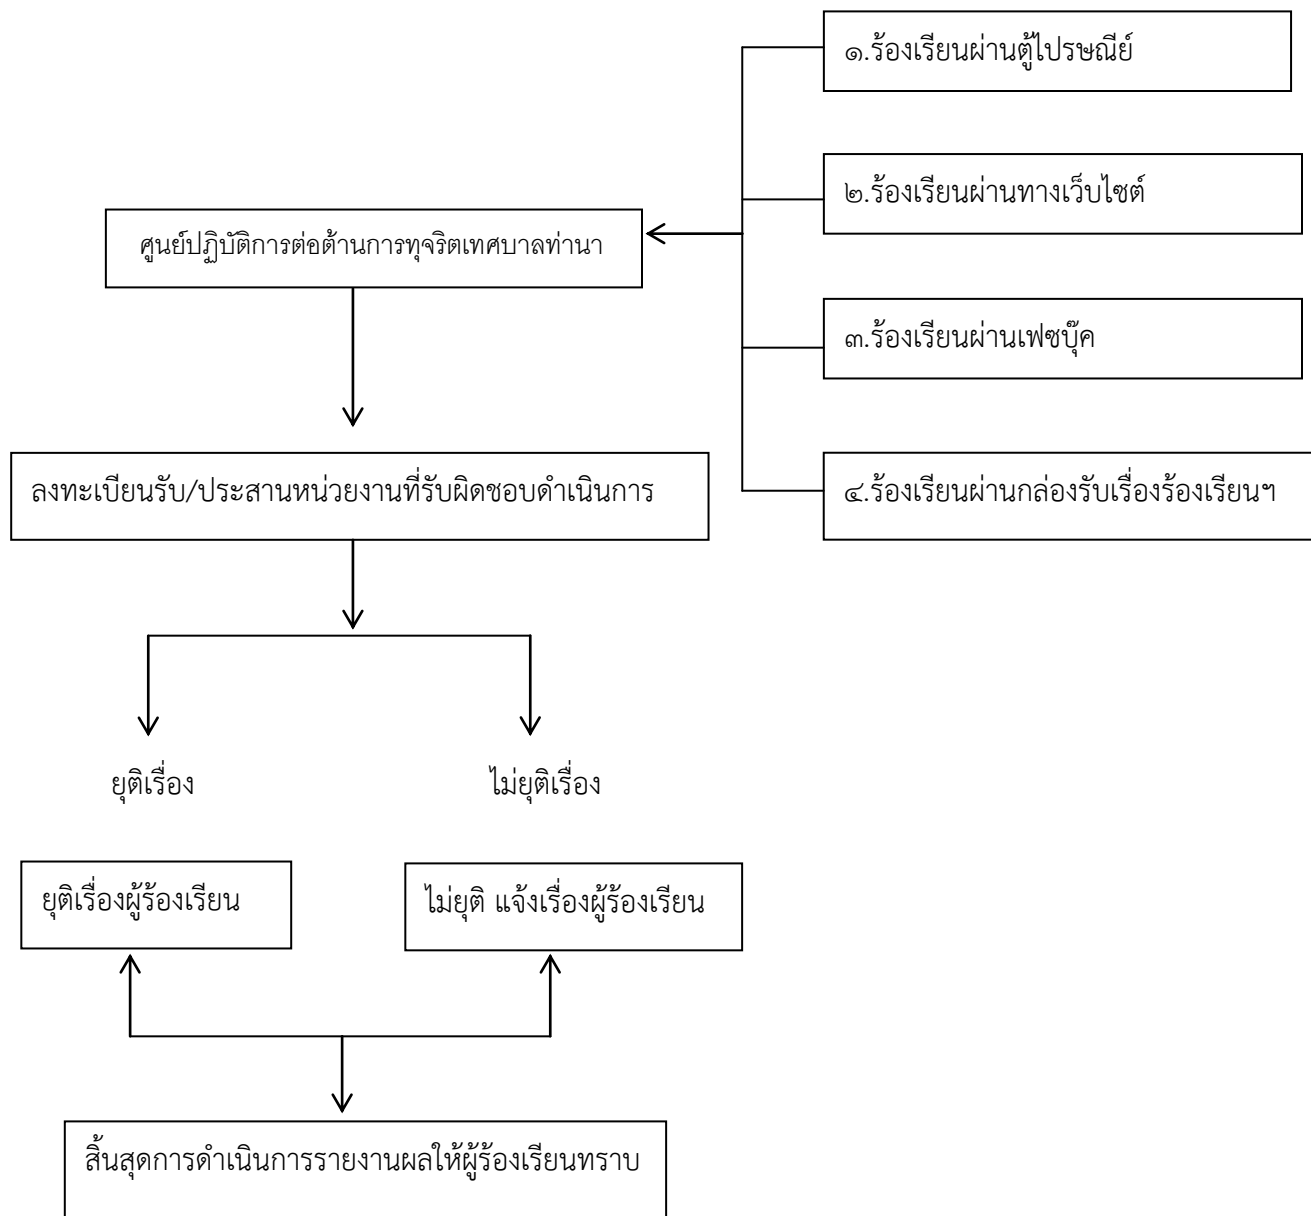 ๑.ร้องเรียนผ่านตู้ไปรษณีย์
๒.ร้องเรียนผ่านทางเว็บไซต์
ศูนย์ปฏิบัติการต่อต้านการทุจริตเทศบาลท่านา
๓.ร้องเรียนผ่านเฟซบุ๊ค
ลงทะเบียนรับ/ประสานหน่วยงานที่รับผิดชอบดำเนินการ
๔.ร้องเรียนผ่านกล่องรับเรื่องร้องเรียนฯ
ยุติเรื่อง
ไม่ยุติเรื่อง
ยุติเรื่องผู้ร้องเรียน
ไม่ยุติ แจ้งเรื่องผู้ร้องเรียน
สิ้นสุดการดำเนินการรายงานผลให้ผู้ร้องเรียนทราบ